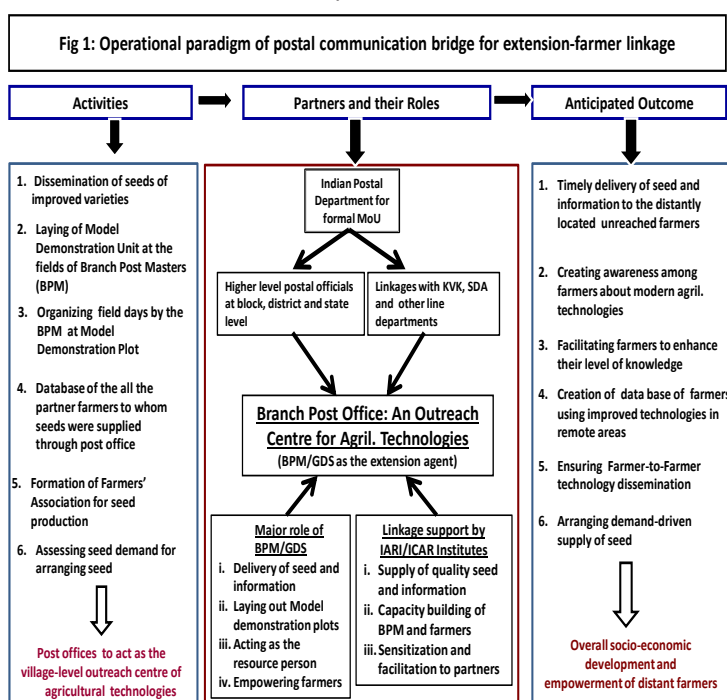 Fig 1: Operational paradigm of postal communication bridge for extension-farmer linkage
Activities
Partners and their Roles
Anticipated Outcome
1. Dissemination of seeds of
improved varieties
2. Laying of Model
Demonstration Unit at the
fields of Branch Post Masters
(BPM)
3. Organizing field days by the
BPM at Model
Demonstration Plot
4. Database of the all the
partner farmers to whom
seeds were supplied
through post office
5. Formation of Farmers'
Association for seed
production
6. Assessing seed demand for
arranging seed
Post offices to act as the
village-level outreach centre of
agricultural technologies
Indian Postal
Department for
formal MoU
Higher level postal officials
at block, district and state
level
Linkages with KVK, SDA
and other line
departments
Branch Post Office: An Outreach
Centre for Agril. Technologies
(BPM/GDS as the extension agent)
Major role of
BPM/GDS
i. Delivery of seed and
information
ii. Laying out Model
demonstration plots
iii. Acting as the
resource person
iv. Empowering farmers
Linkage support by
IARI/ICAR Institutes
i. Supply of quality seed
and information
ii. Capacity building of
BPM and farmers
iii. Sensitization and
facilitation to partners
1. Timely delivery of seed and
information to the distantly
located unreached farmers
2. Creating awareness among
farmers about modern agril.
technologies
3. Facilitating farmers to enhance
their level of knowledge
4. Creation of data base of farmers
using improved technologies in
remote areas
5. Ensuring Farmer-to-Farmer
technology dissemination
6. Arranging demand-driven
supply of seed
Overall socio-economic
development and
empowerment of distant farmers